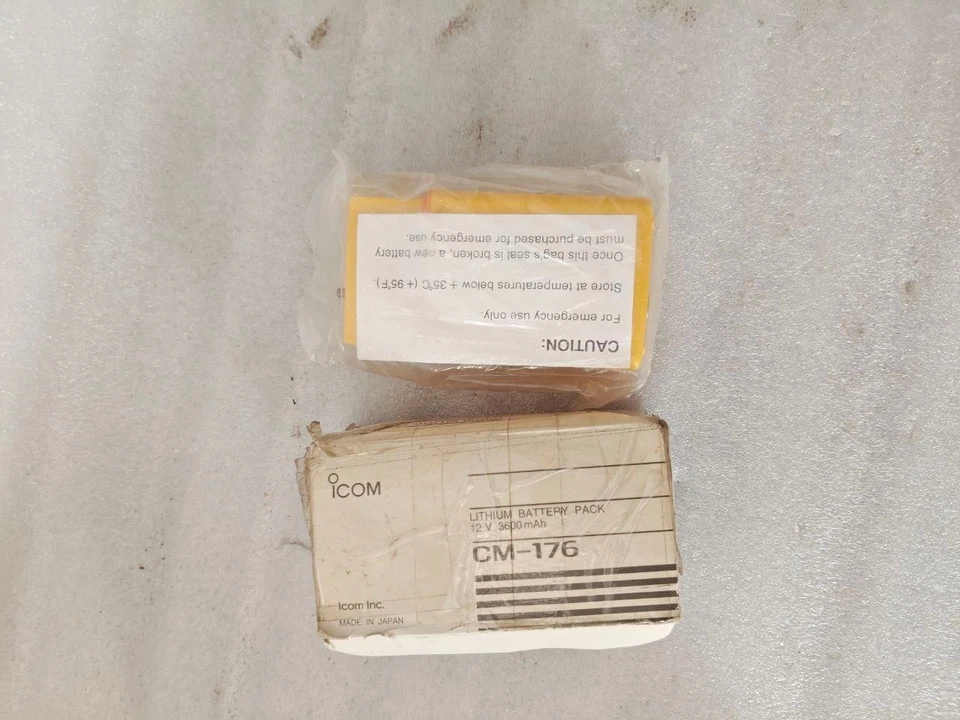 CAUTION:
For emergency use only.
Store at temperatures below + 35°C (+ 95°F).
Once this bag's seal is broken, a new battery
must be purchased for emergency use.
ICOM
LITHIUM BATTERY PACK
12 V 3600 mAh
CM-176
Icom Inc.
MADE IN JAPAN